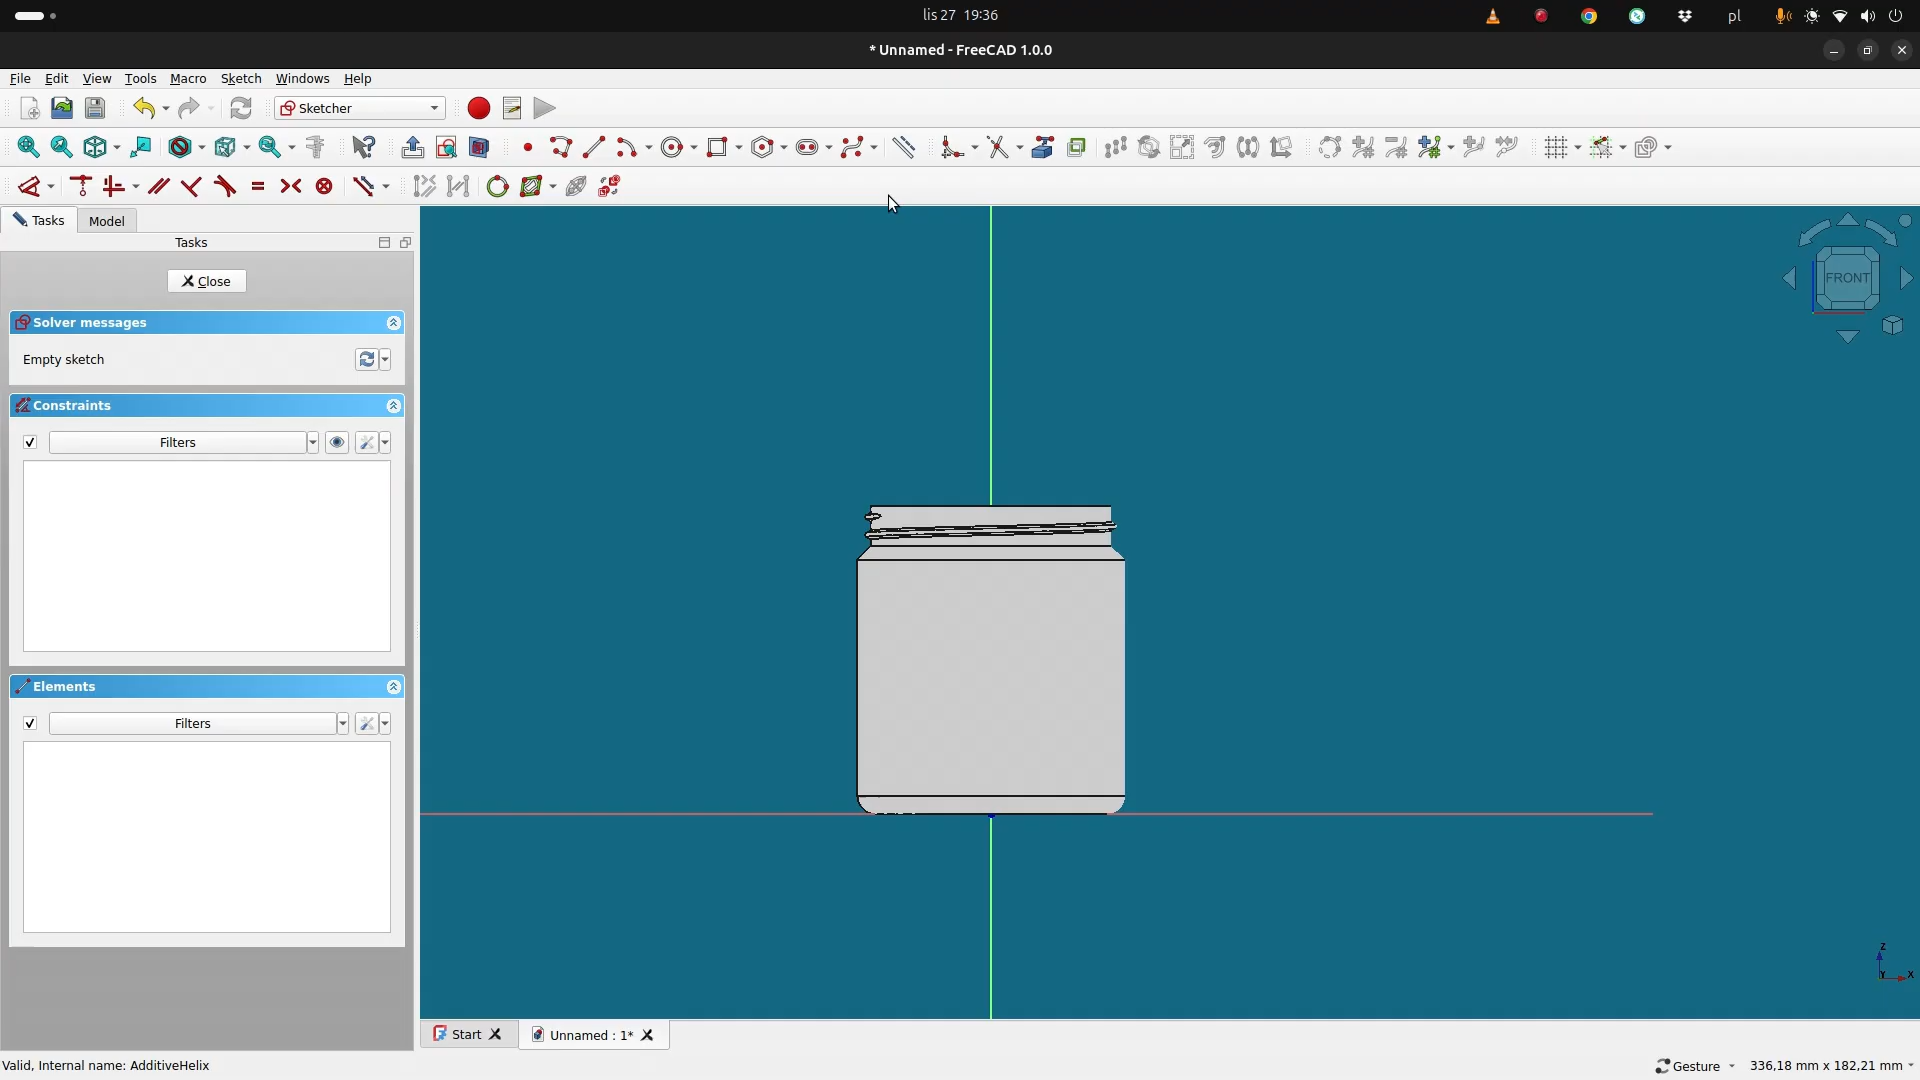 lis 27 19:36
pl
* Unnamed - FreeCAD 1.0.0
File Edit View Tools Macro Sketch Windows Help
Sketcher
Tasks Model
Tasks
Close
Solver messages
Empty sketch
Constraints
Filters
Elements
Filters
FRONT
Z
Y X
Start
Unnamed : 1*
Valid, Internal name: AdditiveHelix
Gesture
336,18 mm x 182,21 mm